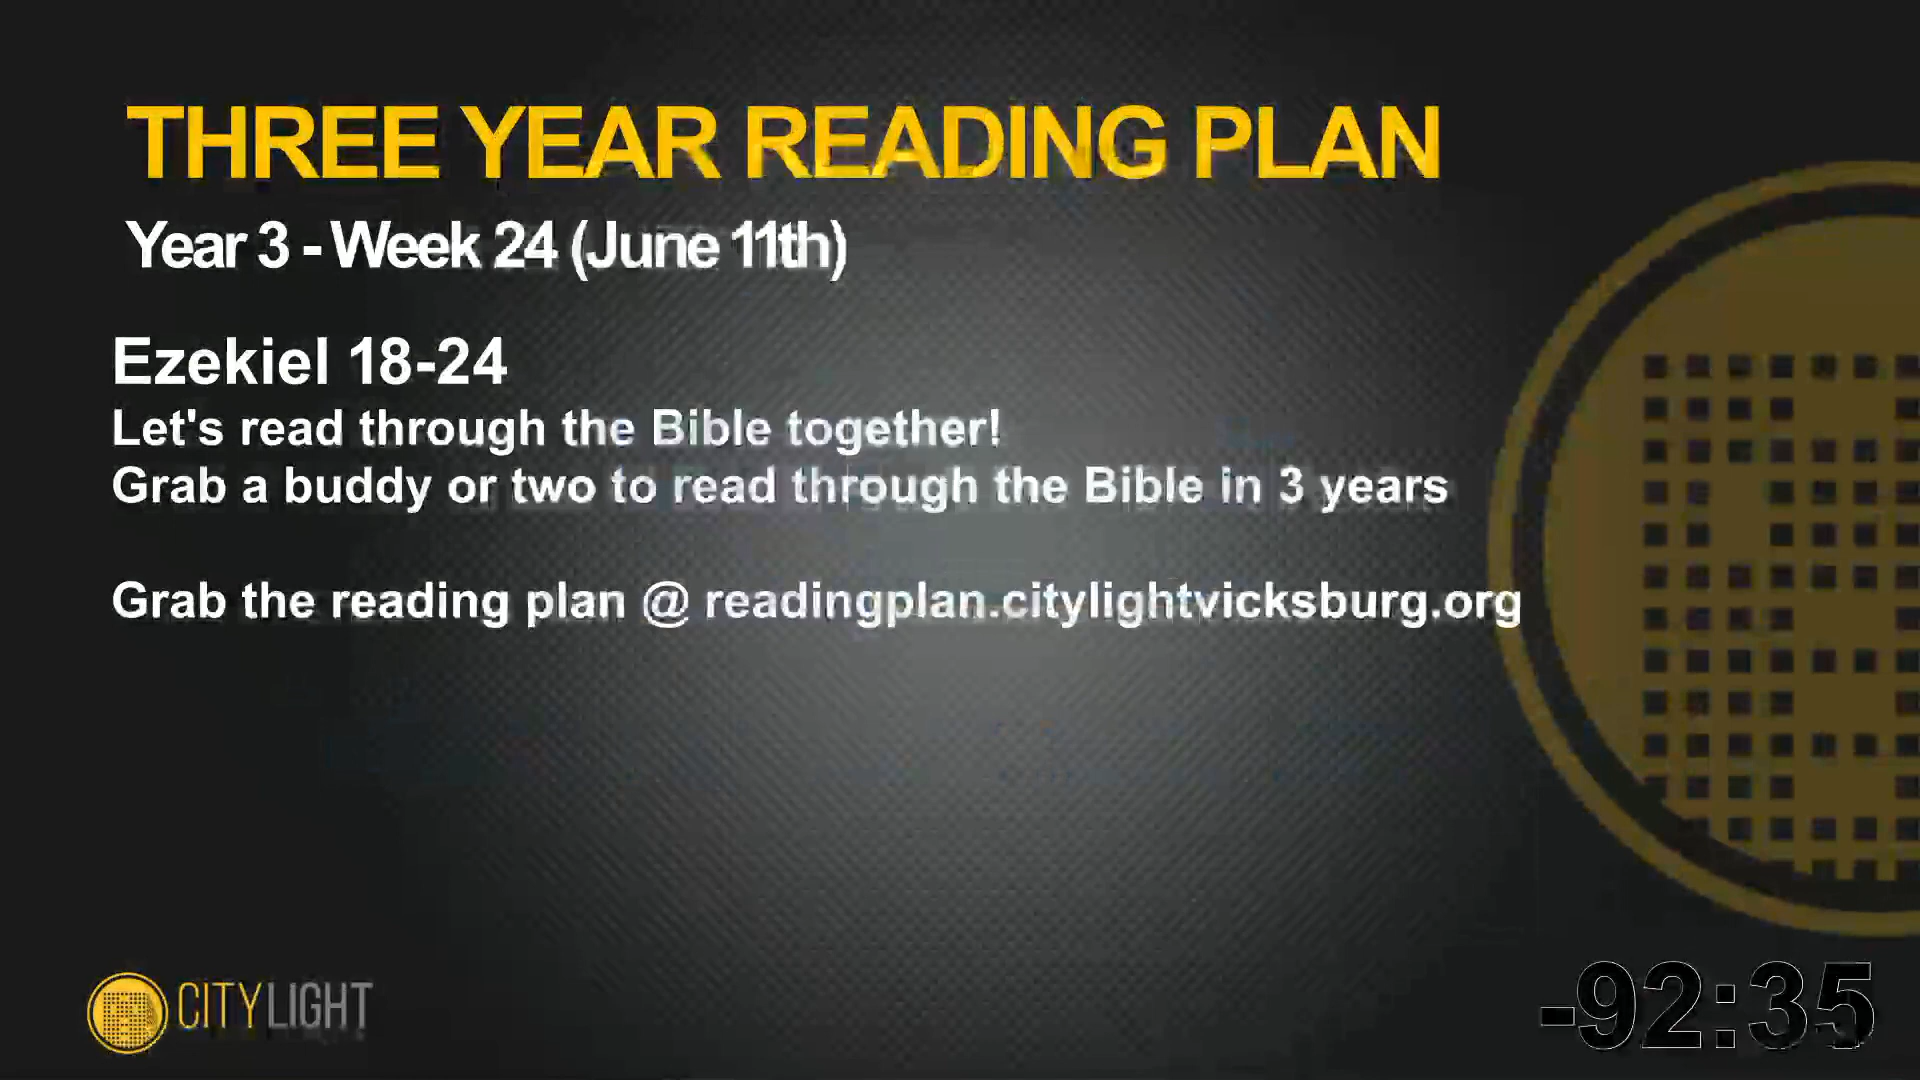 THREE YEAR READING PLAN
Year 3 - Week 24 (June 11th)
Ezekiel 18-24
Let's read through the Bible together!
Grab a buddy or two to read through the Bible in 3 years
Grab the reading plan @ readingplan.citylightvicksburg.org
CITYLIGHT
-92:35